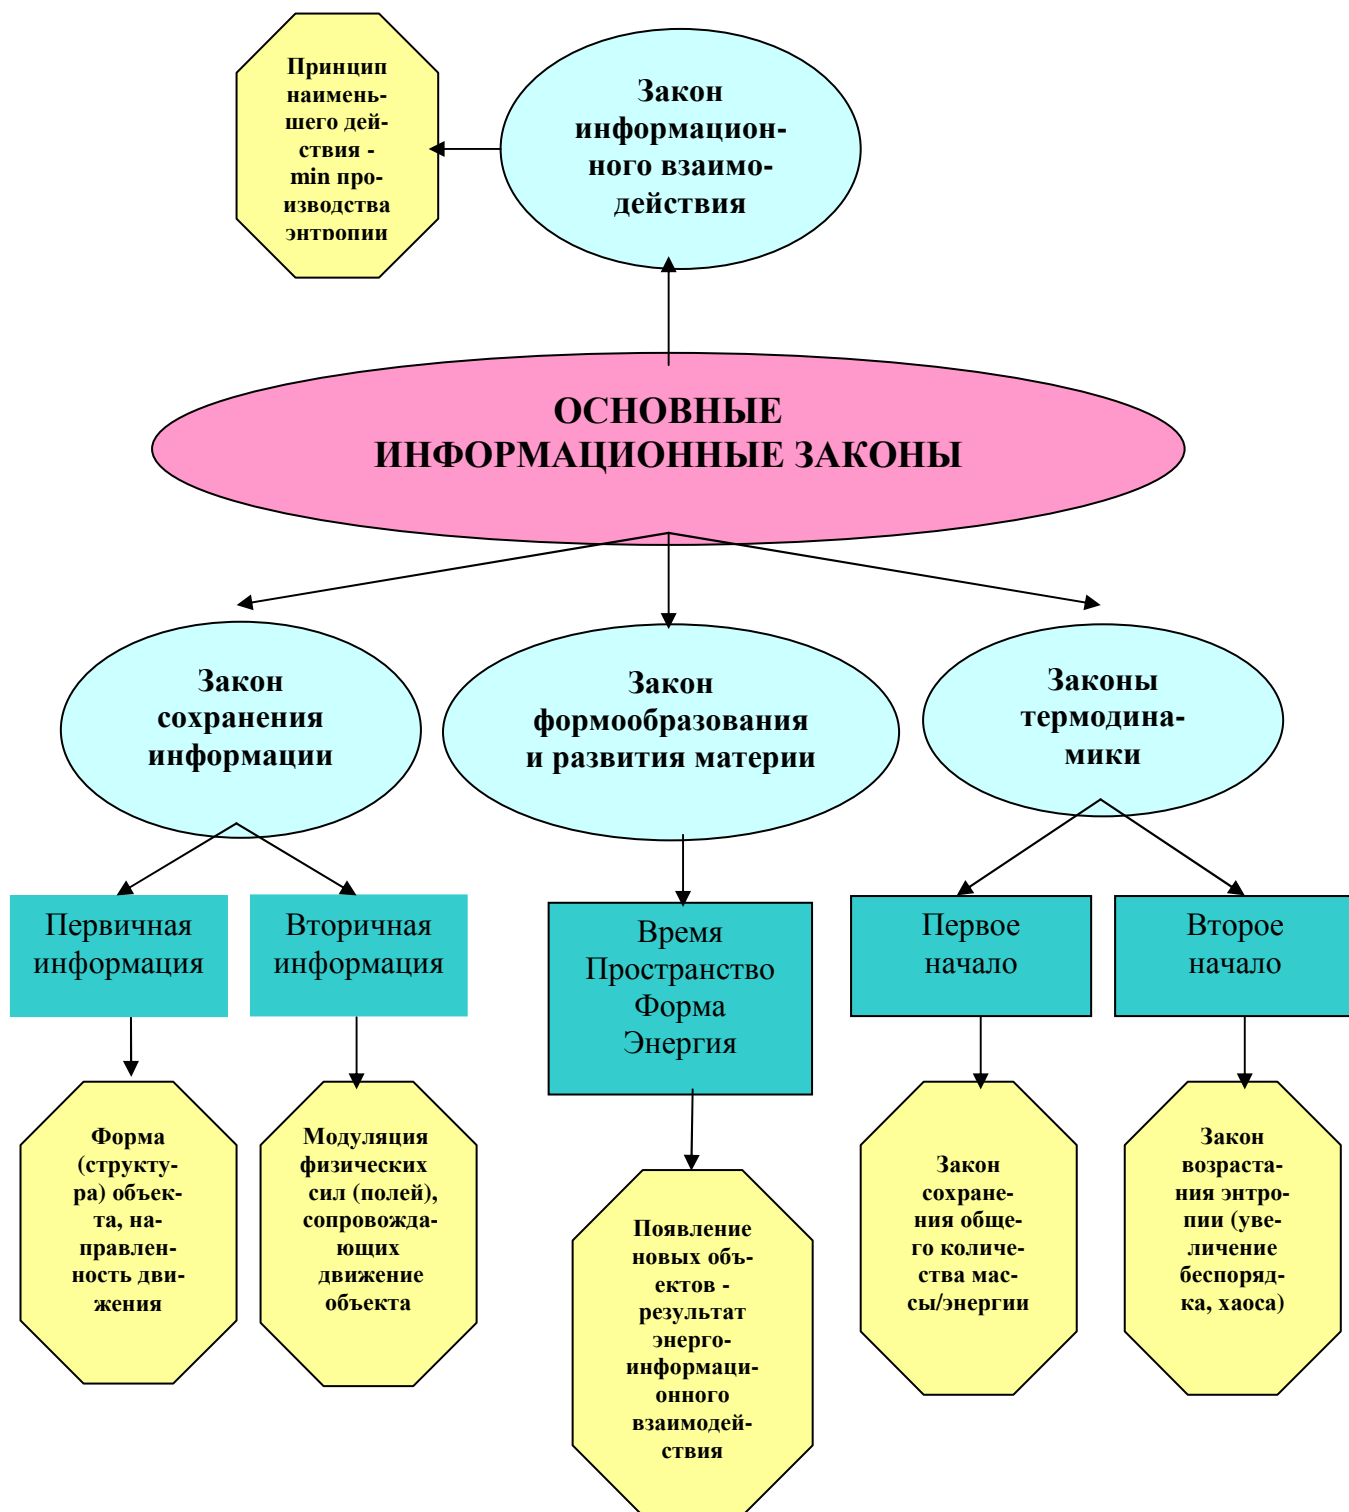 Принцип
наимень-
шего дей-
ствия -
min про-
изводства
энтропии
Закон
информацион-
ного взаимо-
действия
ОСНОВНЫЕ
ИНФОРМАЦИОННЫЕ ЗАКОНЫ
Закон
сохранения
информации
Закон
формообразования
и развития материи
Законы
термодина-
мики
Первичная
информация
Вторичная
информация
Время
Пространство
Форма
Энергия
Первое
начало
Второе
начало
Форма
(структу-
ра) объек-
та, на-
правлен-
ность дви-
жения
Модуляция
физических
сил (полей),
сопровожда-
ющих
движение
объекта
Появление
новых объ-
ектов -
результат
энерго-
информаци-
онного
взаимодей-
ствия
Закон
сохране-
ния обще-
го количе-
ства мас-
сы/энергии
Закон
возраста-
ния энтро-
пии (уве-
личение
беспоряд-
ка, хаоса)